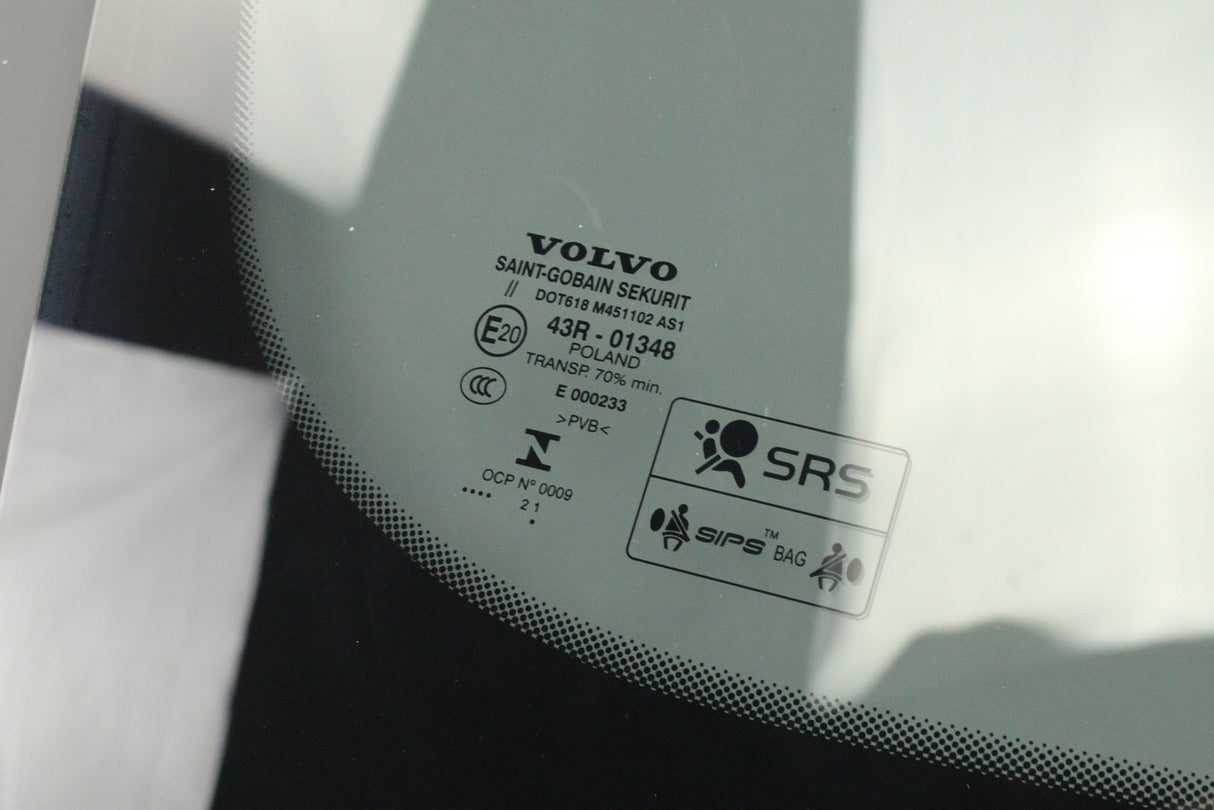 VOLVO
SAINT-GOBAIN SEKURIT
// DOT618 M451102 AS1
E20 43R - 01348
POLAND
TRANSP. 70% min.
CCC E 000233
>PVB<
OCP N° 0009
.... 2 1
.
SRS
SIPS™ BAG